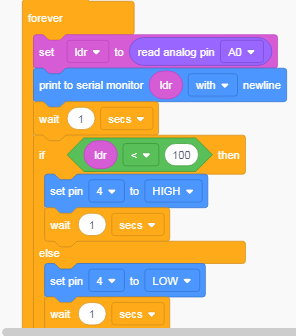 forever
set ldr to read analog pin A0
print to serial monitor ldr with newline
wait 1 secs
if ldr < 100 then
set pin 4 to HIGH
wait 1 secs
else
set pin 4 to LOW
wait 1 secs